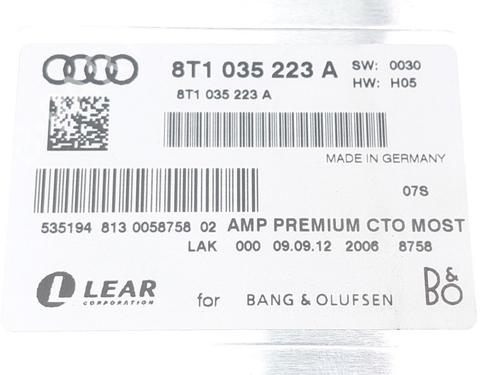 8T1 035 223 A SW: 0030
8T1 035 223 A HW: H05
MADE IN GERMANY
07S
535194 813 0058758 02 AMP PREMIUM CTO MOST
LAK 000 09.09.12 2006 8758
LEAR
CORPORATION
for BANG & OLUFSEN B&O